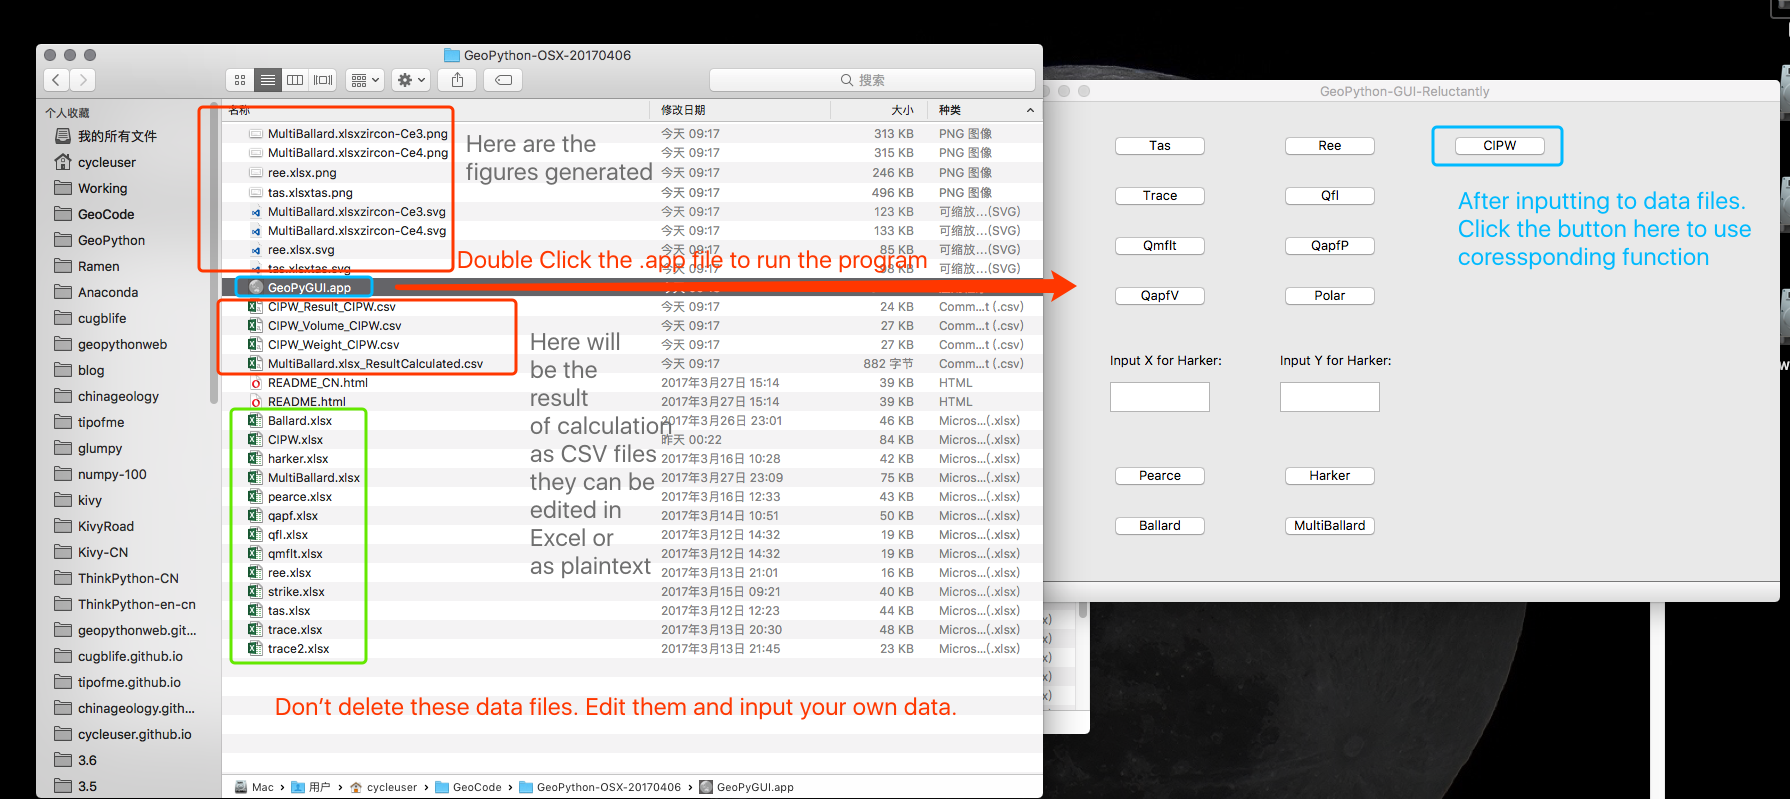 GeoPython-OSX-20170406
搜索
个人收藏
我的所有文件
cycleuser
Working
GeoCode
GeoPython
Ramen
Anaconda
cugblife
geopythonweb
blog
chinageology
tipofme
glumpy
numpy-100
kivy
KivyRoad
Kivy-CN
ThinkPython-CN
ThinkPython-en-cn
geopythonweb.git...
cugblife.github.io
tipofme.github.io
chinageology.gith...
cycleuser.github.io
3.6
3.5
名称 修改日期 大小 种类
MultiBallard.xlsxzircon-Ce3.png 今天 09:17 313 KB PNG 图像
MultiBallard.xlsxzircon-Ce4.png 今天 09:17 315 KB PNG 图像
ree.xlsx.png 今天 09:17 246 KB PNG 图像
tas.xlsxtas.png 今天 09:17 496 KB PNG 图像
MultiBallard.xlsxzircon-Ce3.svg 今天 09:17 123 KB 可缩放...(SVG)
MultiBallard.xlsxzircon-Ce4.svg 今天 09:17 133 KB 可缩放...(SVG)
ree.xlsx.svg 今天 09:17 85 KB 可缩放...(SVG)
tas.xlsxtas.svg 今天 09:17 KB 可缩放...(SVG)
GeoPyGUI.app
CIPW_Result_CIPW.csv 今天 09:17 24 KB Comm...t (.csv)
CIPW_Volume_CIPW.csv 今天 09:17 27 KB Comm...t (.csv)
CIPW_Weight_CIPW.csv 今天 09:17 27 KB Comm...t (.csv)
MultiBallard.xlsx_ResultCalculated.csv 今天 09:17 882 字节 Comm...t (.csv)
README_CN.html 2017年3月27日 15:14 39 KB HTML
README.html 2017年3月27日 15:14 39 KB HTML
Ballard.xlsx 2017年3月26日 23:01 46 KB Micros...(.xlsx)
CIPW.xlsx 昨天 00:22 84 KB Micros...(.xlsx)
harker.xlsx 2017年3月16日 10:28 42 KB Micros...(.xlsx)
MultiBallard.xlsx 2017年3月27日 23:09 75 KB Micros...(.xlsx)
pearce.xlsx 2017年3月16日 12:33 43 KB Micros...(.xlsx)
qapf.xlsx 2017年3月14日 10:51 50 KB Micros...(.xlsx)
qfl.xlsx 2017年3月12日 14:32 19 KB Micros...(.xlsx)
qmflt.xlsx 2017年3月12日 14:32 19 KB Micros...(.xlsx)
ree.xlsx 2017年3月13日 21:01 16 KB Micros...(.xlsx)
strike.xlsx 2017年3月15日 09:21 40 KB Micros...(.xlsx)
tas.xlsx 2017年3月12日 12:23 44 KB Micros...(.xlsx)
trace.xlsx 2017年3月13日 20:30 48 KB Micros...(.xlsx)
trace2.xlsx 2017年3月13日 21:45 23 KB Micros...(.xlsx)
Here are the
figures generated
Double Click the .app file to run the program
Here will
be the
result
of calculation
as CSV files
they can be
edited in
Excel or
as plaintext
Don't delete these data files. Edit them and input your own data.
Mac › 用户 › cycleuser › GeoCode › GeoPython-OSX-20170406 › GeoPyGUI.app
GeoPython-GUI-Reluctantly
Tas Ree CIPW
Trace Qfl
Qmflt QapfP
QapfV Polar
After inputting to data files.
Click the button here to use
coressponding function
Input X for Harker: Input Y for Harker:
Pearce Harker
Ballard MultiBallard
x)
x)
x)
x)
x)